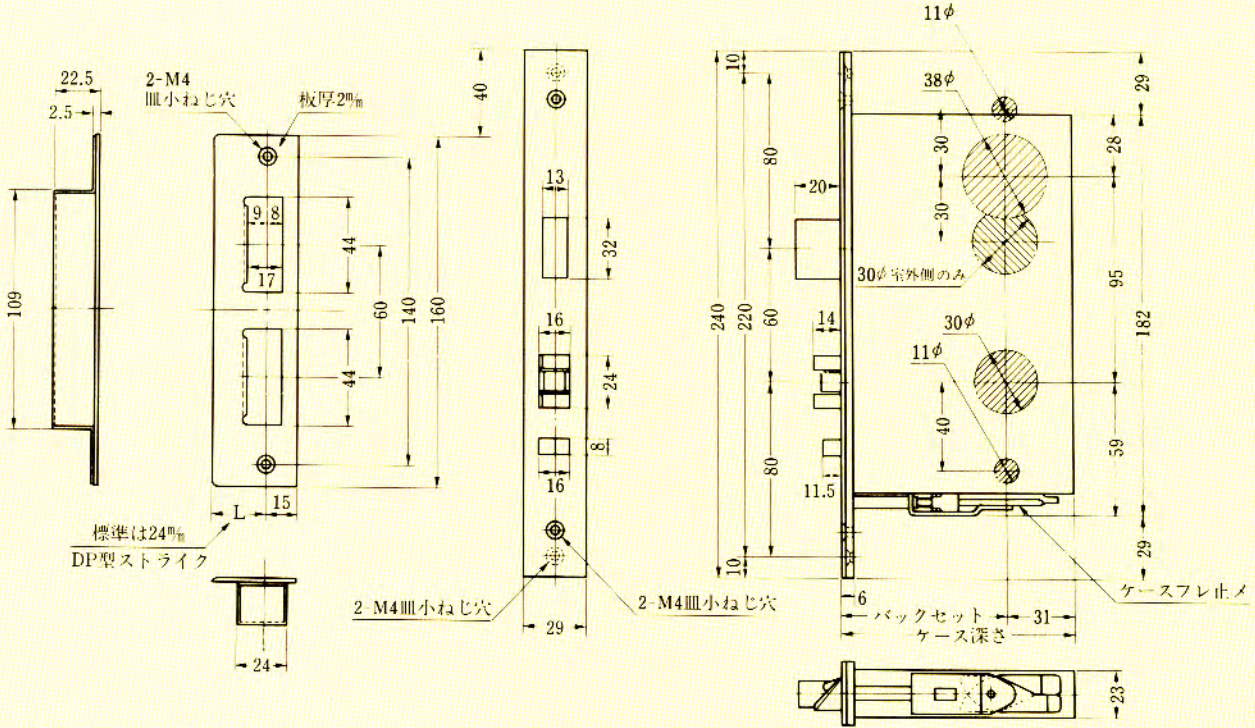 22.5
2.5
109
2-M4
皿小ねじ穴
板厚2m/m
9 8
17
44
44
60
140
160
L
15
標準は24m/m
DP型ストライク
24
40
13
32
16
24
8
16
2-M4皿小ねじ穴
2-M4皿小ねじ穴
29
11φ
38φ
10
29
28
30
30
80
20
30φ室外側のみ
240
220
60
95
182
14
30φ
11φ
40
59
80
11.5
10
29
6
バックセット
31
ケース深さ
ケースフレ止メ
23